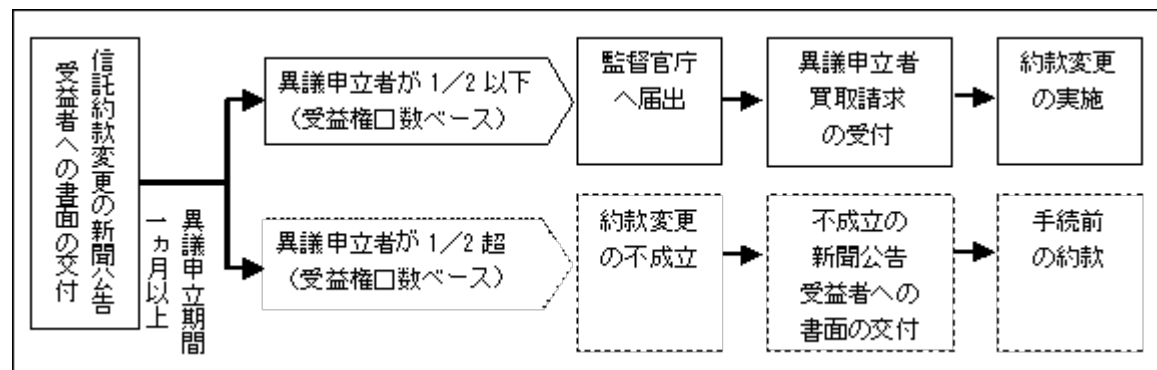 信託約款変更の新聞公告
受益者への書面の交付
異議申立期間
一ヵ月以上
異議申立者が1/2以下
(受益権口数ベース)
監督官庁
へ届出
異議申立者
買取請求
の受付
約款変更
の実施
異議申立者が1/2超
(受益権口数ベース)
約款変更
の不成立
不成立の
新聞公告
受益者への
書面の交付
手続前
の約款